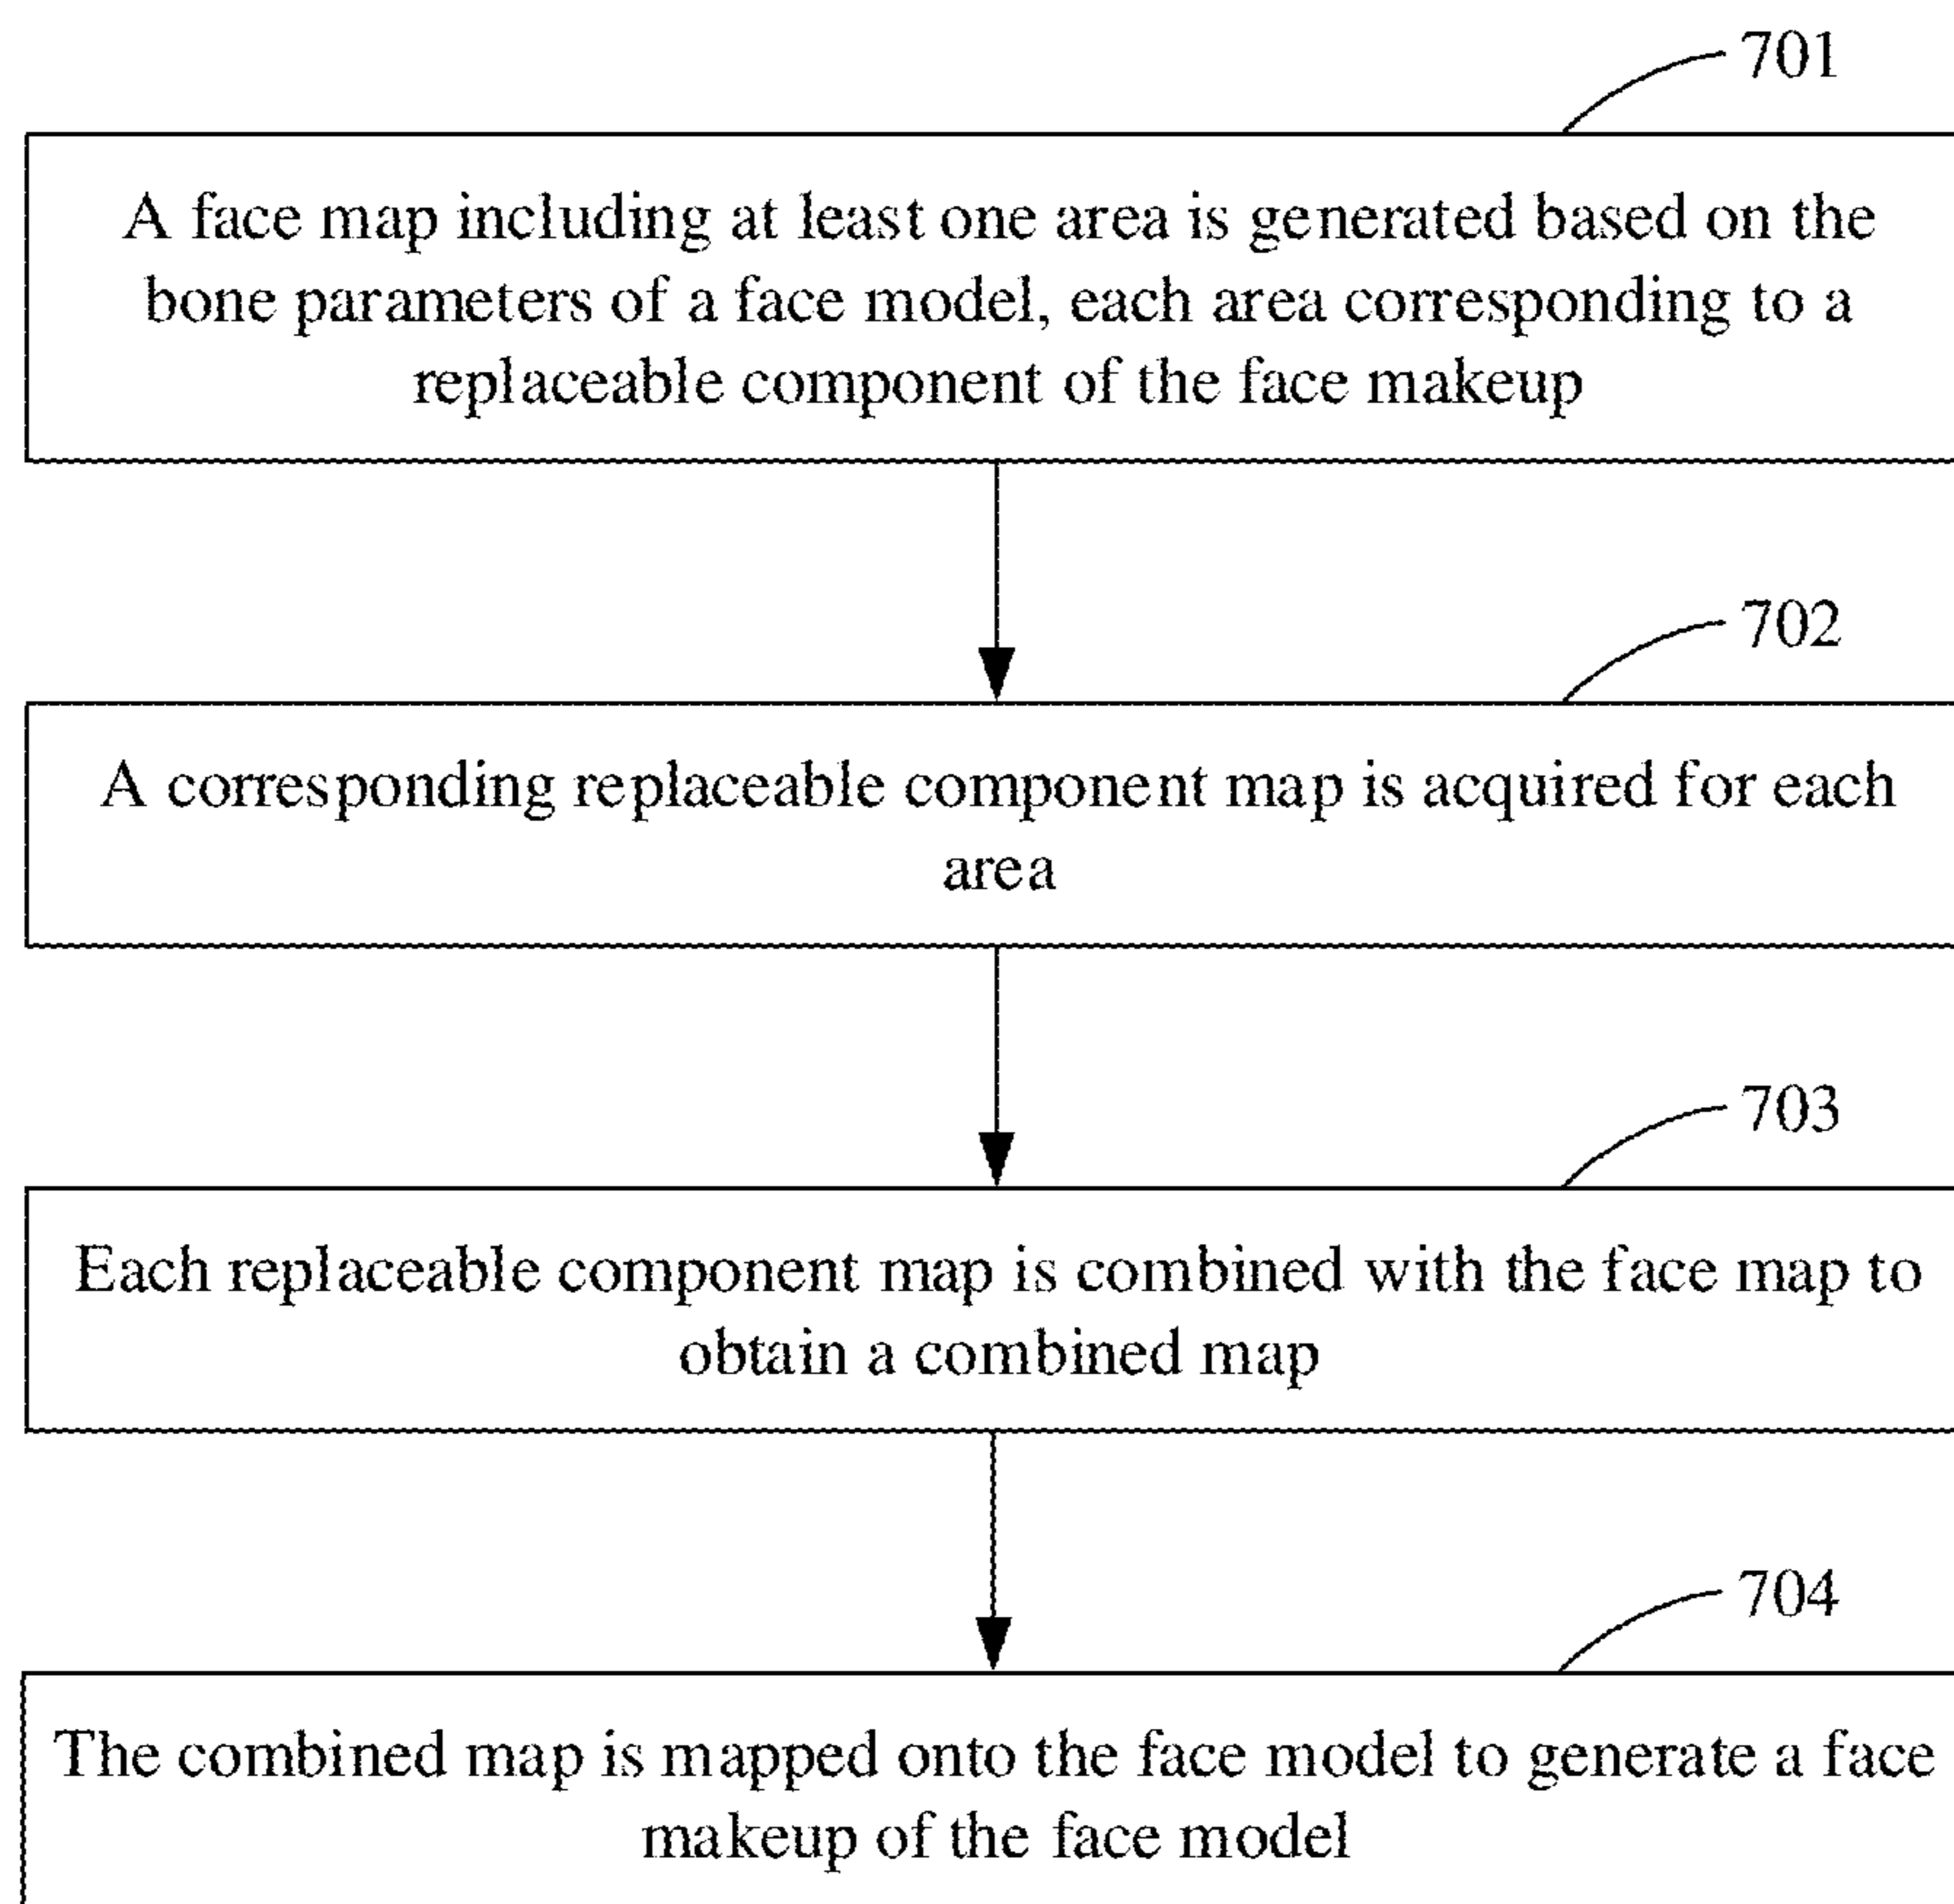 701
A face map including at least one area is generated based on the
bone parameters of a face model, each area corresponding to a
replaceable component of the face makeup
702
A corresponding replaceable component map is acquired for each
area
703
Each replaceable component map is combined with the face map to
obtain a combined map
704
The combined map is mapped onto the face model to generate a face
makeup of the face model